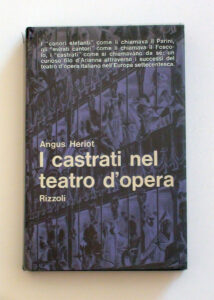 I "canori elefanti" come li chiamava il Parini,
gli "evirati cantori" come li chiamava il Fosco-
lo, i "castrati" come si chiamavano da sé: un
curioso filo d'Arianna attraverso i successi del
teatro d'opera italiano nell'Europa settecentesca.
Angus Heriot
I castrati nel
teatro d'opera
Rizzoli